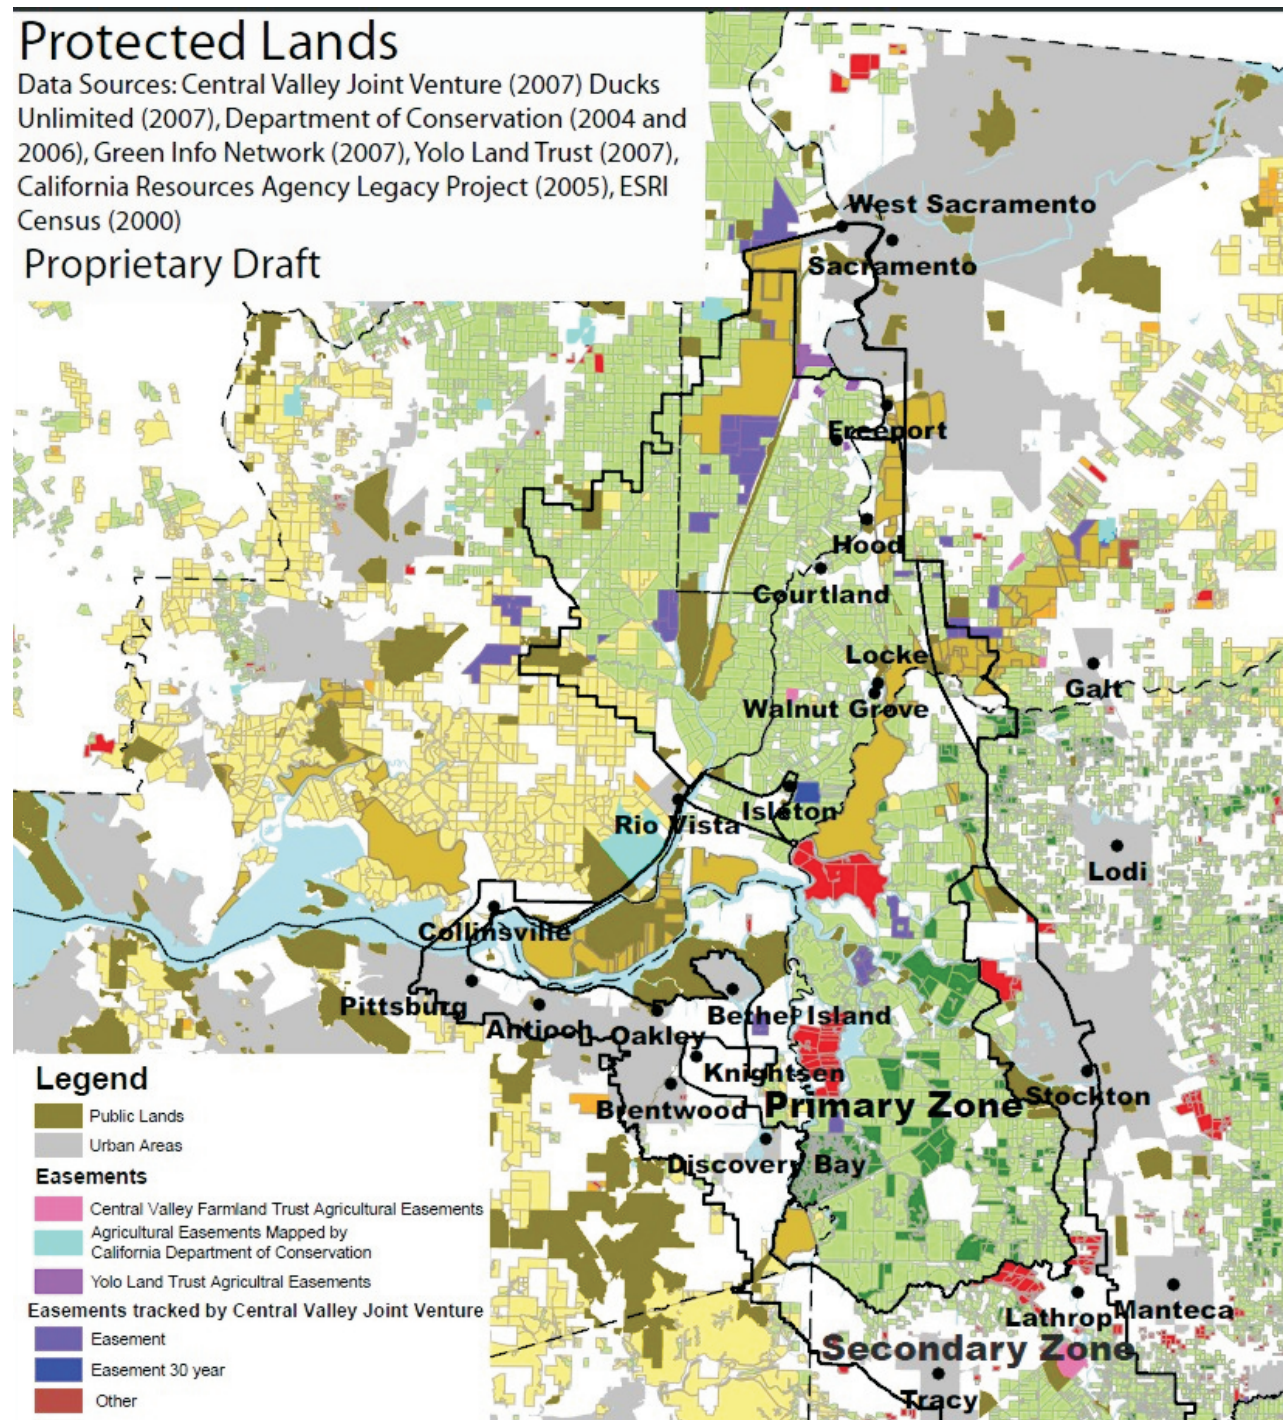 Protected Lands
Data Sources: Central Valley Joint Venture (2007) Ducks
Unlimited (2007), Department of Conservation (2004 and
2006), Green Info Network (2007), Yolo Land Trust (2007),
California Resources Agency Legacy Project (2005), ESRI
Census (2000)
Proprietary Draft
West Sacramento
Sacramento
Freeport
Hood
Courtland
Locke
Galt
Walnut Grove
Isleton
Rio Vista
Lodi
Collinsville
Pittsburg
Antioch
Oakley
Bethel Island
Knightsen
Brentwood
Primary Zone
Stockton
Discovery Bay
Lathrop
Manteca
Secondary Zone
Tracy
Legend
Public Lands
Urban Areas
Easements
Central Valley Farmland Trust Agricultural Easements
Agricultural Easements Mapped by
California Department of Conservation
Yolo Land Trust Agricultral Easements
Easements tracked by Central Valley Joint Venture
Easement
Easement 30 year
Other